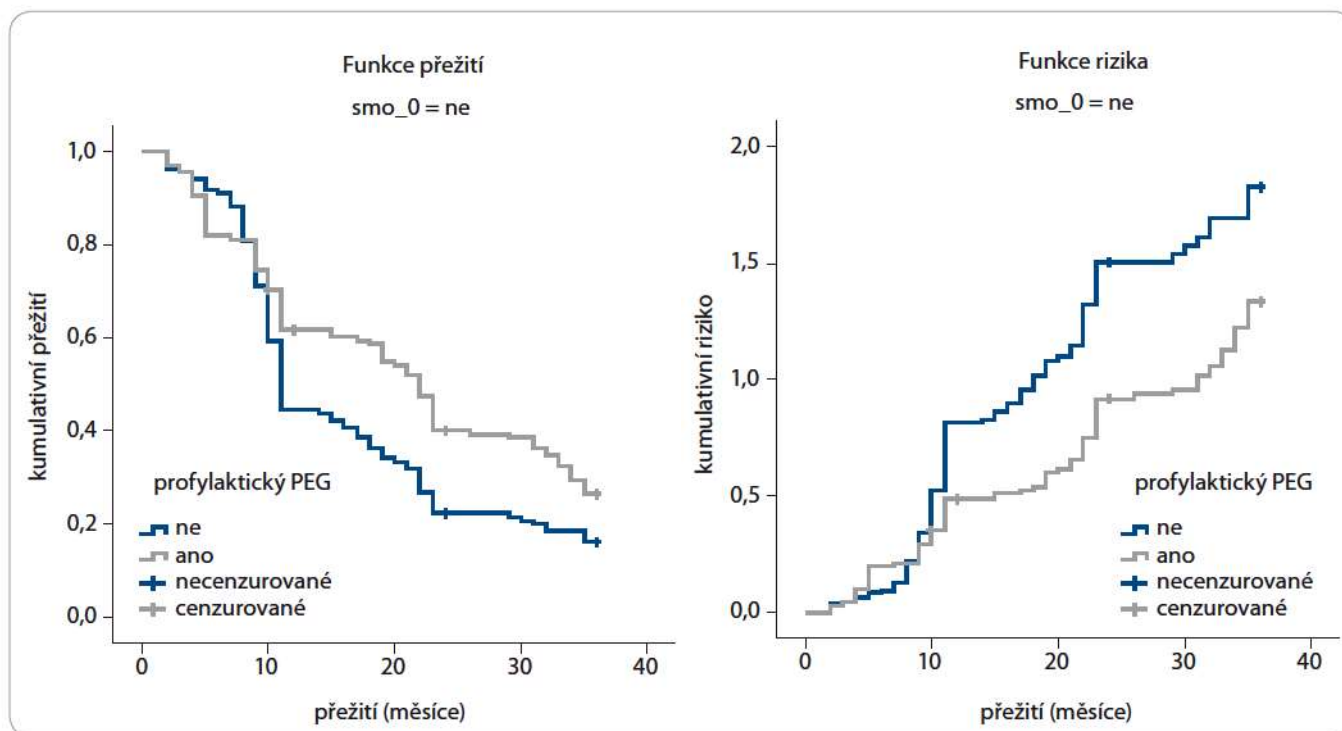 Funkce přežití
smo_0 = ne
kumulativní přežití
1,0
0,8
0,6
0,4
0,2
0,0
profylaktický PEG
ne
ano
necenzurované
cenzurované
0 10 20 30 40
přežití (měsíce)
Funkce rizika
smo_0 = ne
kumulativní riziko
2,0
1,5
1,0
0,5
0,0
profylaktický PEG
ne
ano
necenzurované
cenzurované
0 10 20 30 40
přežití (měsíce)